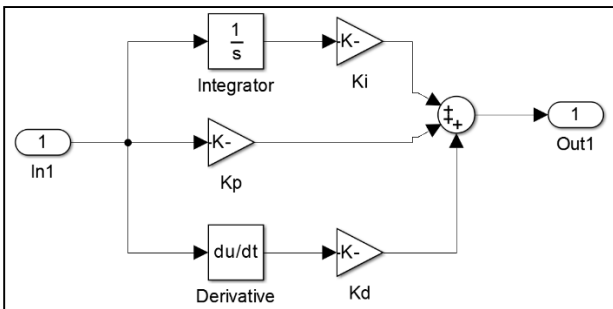 1
s
-K-
Integrator
Ki
1
In1
-K-
Kp
+
+
+
1
Out1
du/dt
-K-
Derivative
Kd